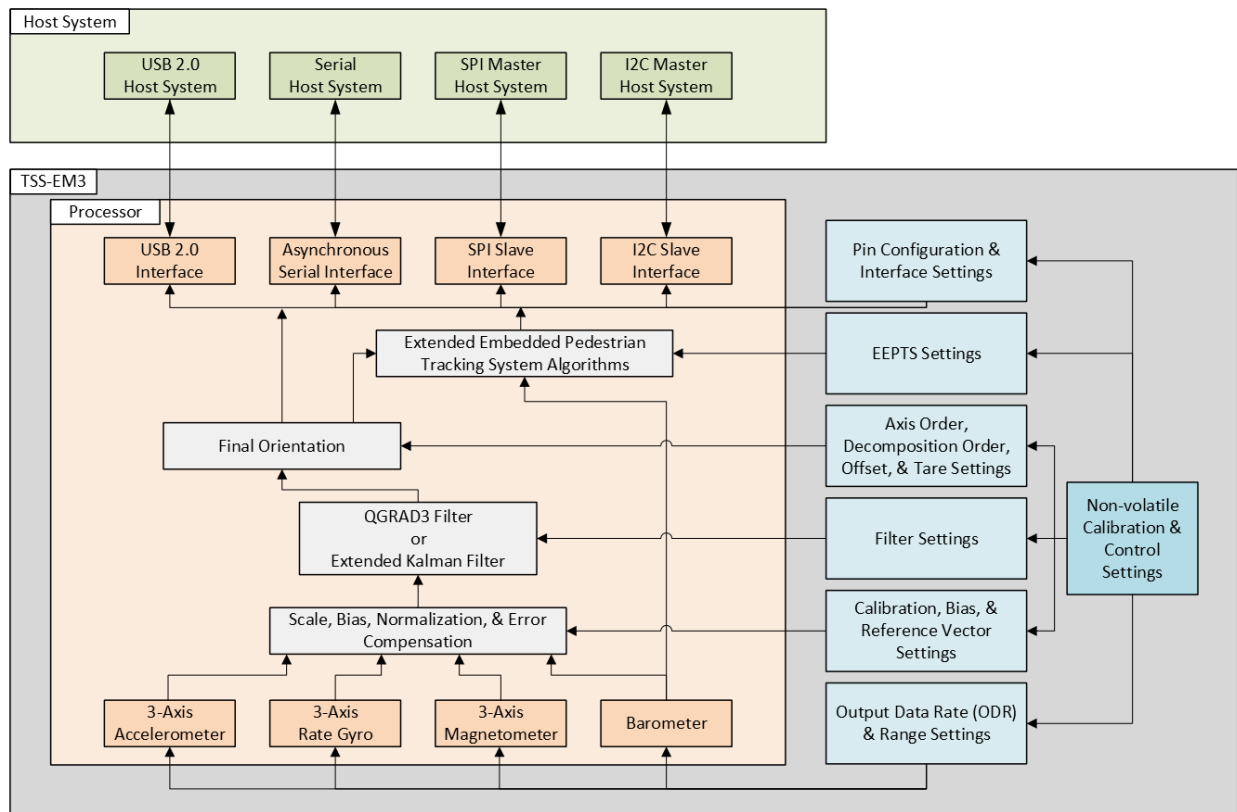 Host System
USB 2.0
Host System
Serial
Host System
SPI Master
Host System
I2C Master
Host System
TSS-EM3
Processor
USB 2.0
Interface
Asynchronous
Serial Interface
SPI Slave
Interface
I2C Slave
Interface
Pin Configuration &
Interface Settings
Extended Embedded Pedestrian
Tracking System Algorithms
EEPTS Settings
Final Orientation
Axis Order,
Decomposition Order,
Offset, & Tare Settings
QGRAD3 Filter
or
Extended Kalman Filter
Filter Settings
Non-volatile
Calibration &
Control
Settings
Scale, Bias, Normalization, & Error
Compensation
Calibration, Bias, &
Reference Vector
Settings
3-Axis
Accelerometer
3-Axis
Rate Gyro
3-Axis
Magnetometer
Barometer
Output Data Rate (ODR)
& Range Settings